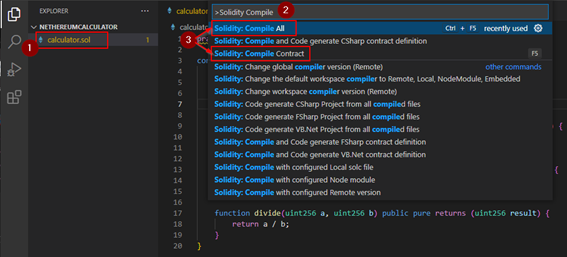 EXPLORER
NETHEREUMCALCULATOR
calculator.sol
1
1
calculator
calculator.
>Solidity Compile
2
3
Solidity: Compile All
Ctrl + F5 recently used
Solidity: Compile and Code generate CSharp contract definition
Solidity: Compile Contract
F5
Solidity: Change global compiler version (Remote)
other commands
Solidity: Change the default workspace compiler to Remote, Local, NodeModule, Embedded
Solidity: Change workspace compiler version (Remote)
Solidity: Code generate CSharp Project from all compiled files
Solidity: Code generate FSharp Project from all compiled files
Solidity: Code generate VB.Net Project from all compiled files
Solidity: Compile and Code generate FSharp contract definition
Solidity: Compile and Code generate VB.Net contract definition
Solidity: Compile with configured Local solc file
Solidity: Compile with configured Node module
Solidity: Compile with configured Remote version
7
{
{
17 function divide(uint256 a, uint256 b) public pure returns (uint256 result) {
18 return a / b;
19 }
20 }